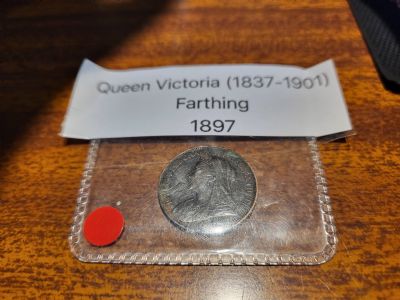 Queen Victoria (1837-1901)
Farthing
1897